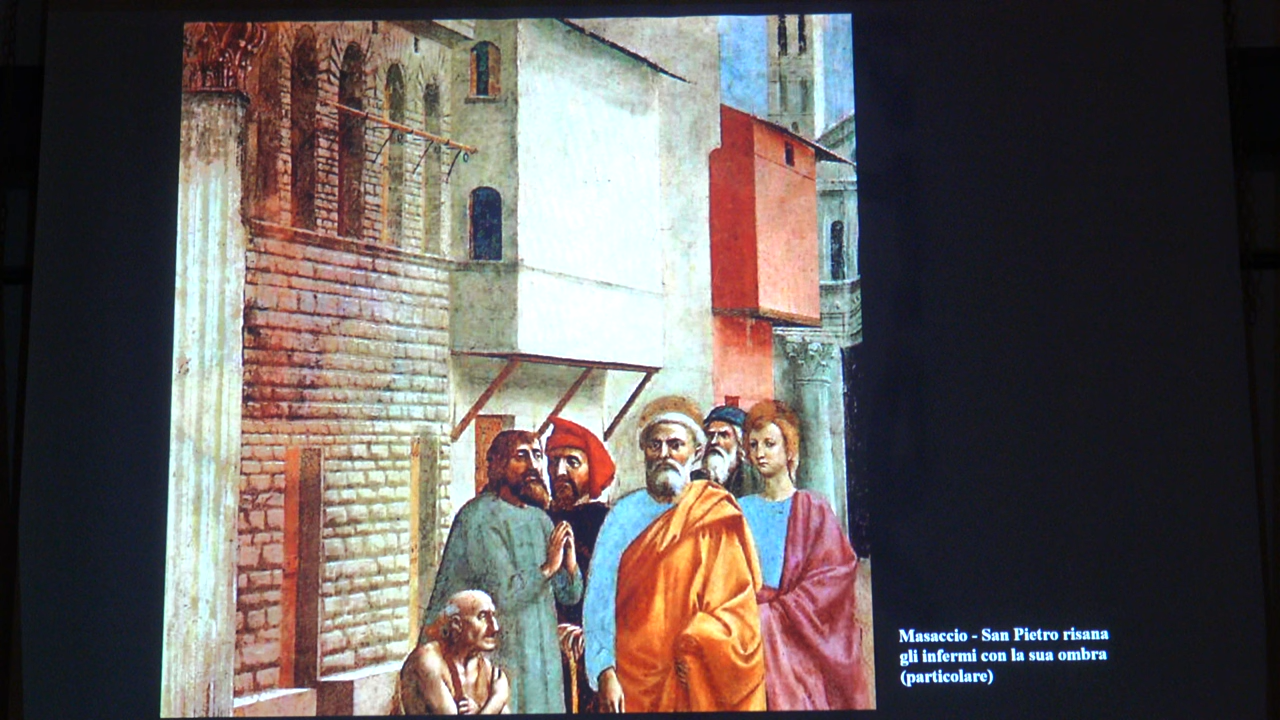 Masaccio - San Pietro risana
gli infermi con la sua ombra
(particolare)